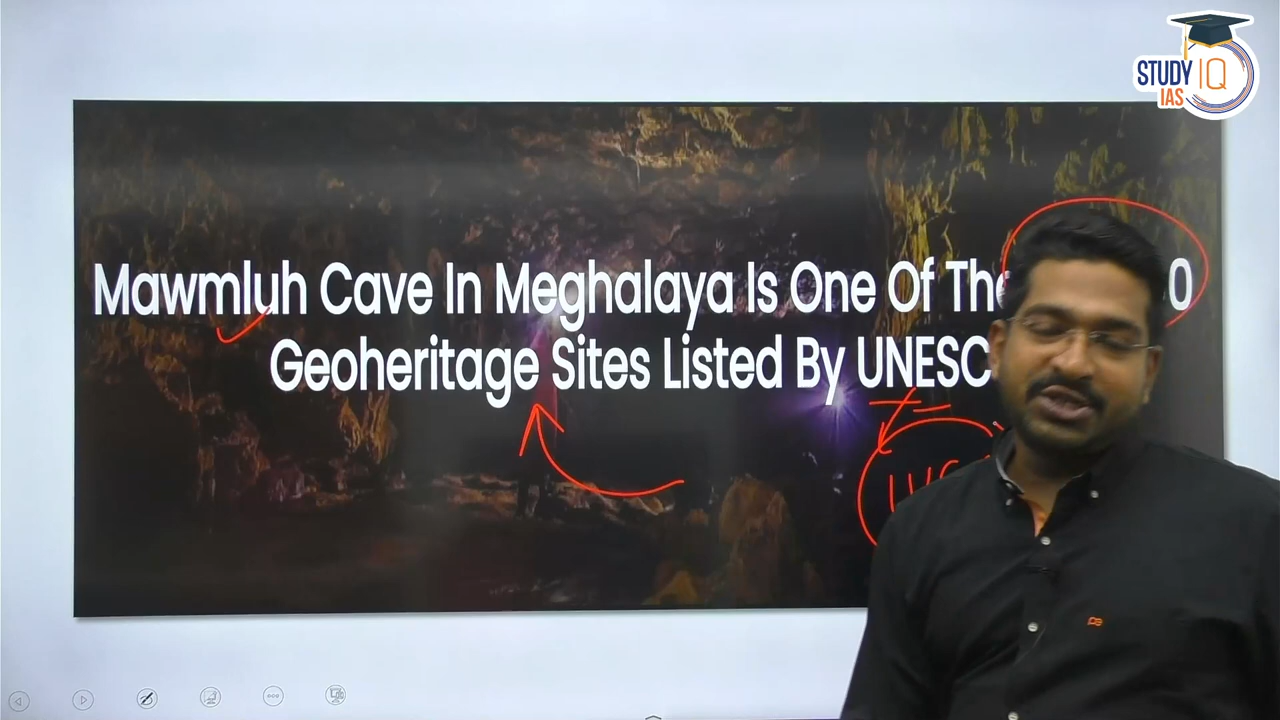 STUDY IQ
IAS
Mawmluh Cave In Meghalaya Is One Of The
Geoheritage Sites Listed By UNESC